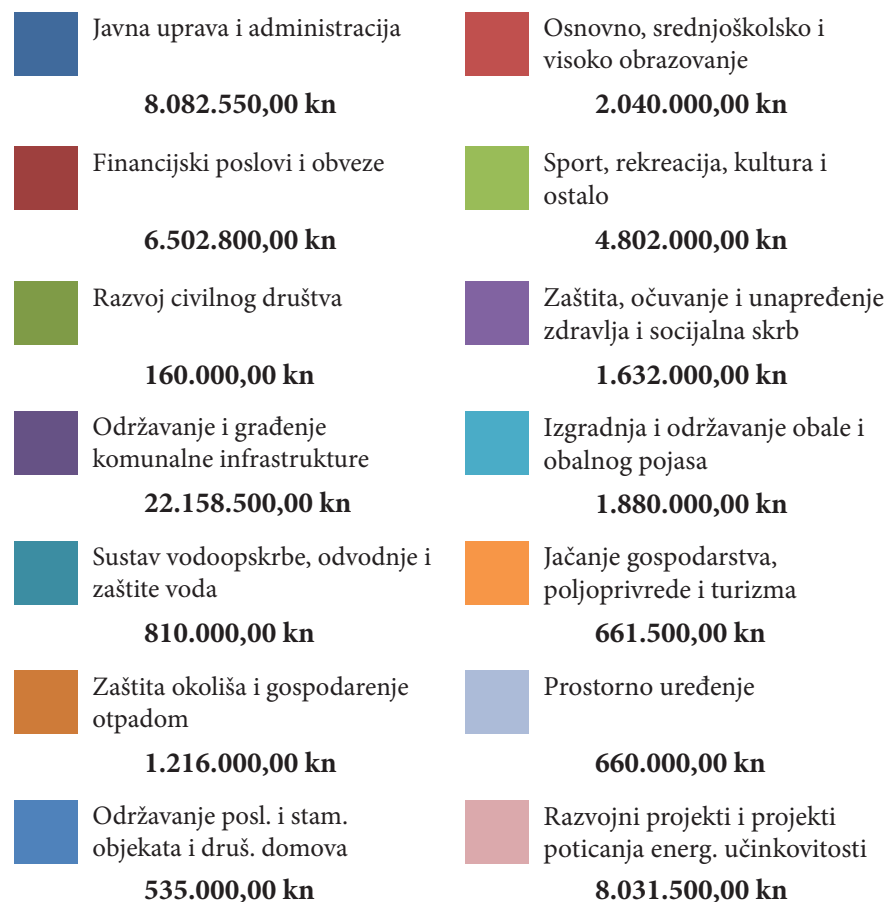 Javna uprava i administracija
8.082.550,00 kn
Osnovno, srednjoškolsko i
visoko obrazovanje
2.040.000,00 kn
Financijski poslovi i obveze
6.502.800,00 kn
Sport, rekreacija, kultura i
ostalo
4.802.000,00 kn
Razvoj civilnog društva
160.000,00 kn
Zaštita, očuvanje i unapređenje
zdravlja i socijalna skrb
1.632.000,00 kn
Održavanje i građenje
komunalne infrastrukture
22.158.500,00 kn
Izgradnja i održavanje obale i
obalnog pojasa
1.880.000,00 kn
Sustav vodoopskrbe, odvodnje i
zaštite voda
810.000,00 kn
Jačanje gospodarstva,
poljoprivrede i turizma
661.500,00 kn
Zaštita okoliša i gospodarenje
otpadom
1.216.000,00 kn
Prostorno uređenje
660.000,00 kn
Održavanje posl. i stam.
objekata i druš. domova
535.000,00 kn
Razvojni projekti i projekti
poticanja energ. učinkovitosti
8.031.500,00 kn